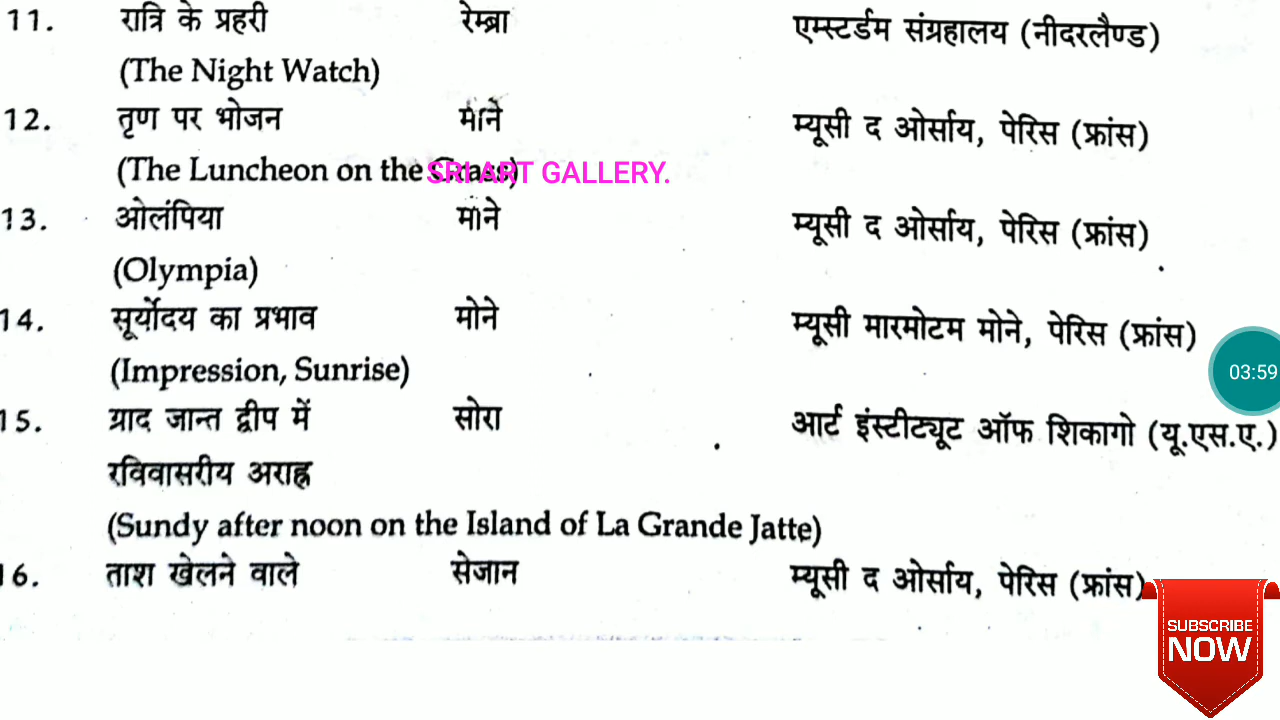 11. रात्रि के प्रहरी रेम्ब्रा एम्स्टर्डम संग्रहालय (नीदरलैण्ड)
(The Night Watch)
12. तृण पर भोजन माने म्यूसी द ओर्साय, पेरिस (फ्रांस)
(The Luncheon on the Grass)
SRI ART GALLERY.
13. ओलंपिया माने म्यूसी द ओर्साय, पेरिस (फ्रांस)
(Olympia)
14. सूर्योदय का प्रभाव मोने म्यूसी मारमोटम मोने, पेरिस (फ्रांस)
(Impression, Sunrise)
03:59
15. ग्राद जान्त द्वीप में सोरा आर्ट इंस्टीट्यूट ऑफ शिकागो (यू.एस.ए.)
रविवासरीय अराह्न
(Sundy after noon on the Island of La Grande Jatte)
16. ताश खेलने वाले सेजान म्यूसी द ओर्साय, पेरिस (फ्रांस)
SUBSCRIBE
NOW